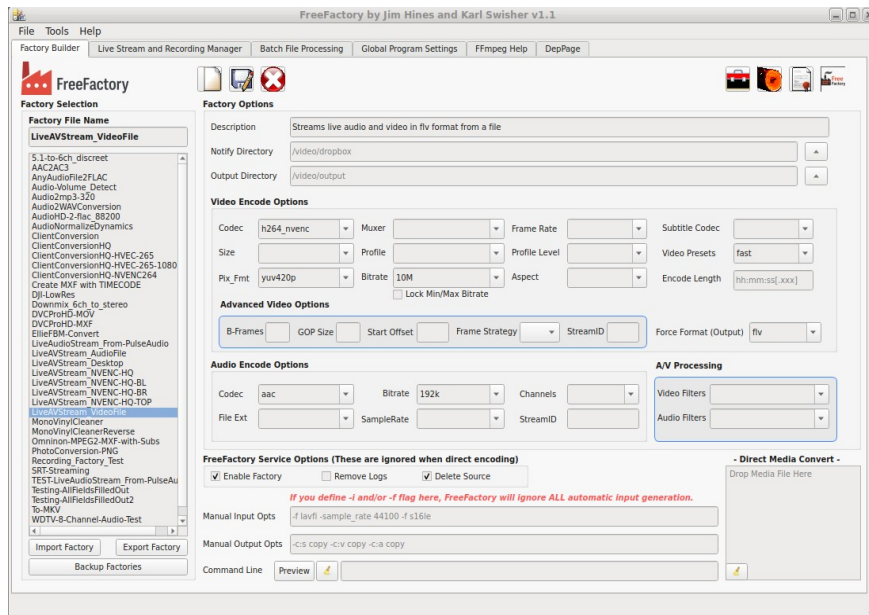 FreeFactory by Jim Hines and Karl Swisher v1.1
File Tools Help
Factory Builder Live Stream and Recording Manager Batch File Processing Global Program Settings FFmpeg Help DepPage
FreeFactory
Free Factory
Factory Selection
Factory File Name
LiveAVStream_VideoFile
5.1-to-6ch_discreet
AAC2AC3
AnyAudioFile2FLAC
Audio-Volume_Detect
Audio2mp3-320
Audio2WAVConversion
AudioHD-2-flac_88200
AudioNormalizeDynamics
ClientConversion
ClientConversionHQ
ClientConversionHQ-HVEC-265
ClientConversionHQ-HVEC-265-1080
ClientConversionHQ-NVENC264
Create MXF with TIMECODE
DJI-LowRes
Downmix_6ch_to_stereo
DVCProHD-MOV
DVCProHD-MXF
EllieFBM-Convert
LiveAudioStream_From-PulseAudio
LiveAVStream_AudioFile
LiveAVStream_Desktop
LiveAVStream_NVENC-HQ
LiveAVStream_NVENC-HQ-BL
LiveAVStream_NVENC-HQ-BR
LiveAVStream_NVENC-HQ-TOP
LiveAVStream_VideoFile
MonoVinylCleaner
MonoVinylCleanerReverse
Omninon-MPEG2-MXF-with-Subs
PhotoConversion-PNG
Recording_Factory_Test
SRT-Streaming
TEST-LiveAudioStream_From-PulseAu
Testing-AllFieldsFilledOut
Testing-AllFieldsFilledOut2
To-MKV
WDTV-8-Channel-Audio-Test
Import Factory Export Factory
Backup Factories
Factory Options
Description Streams live audio and video in flv format from a file
Notify Directory /video/dropbox
Output Directory /video/output
Video Encode Options
Codec h264_nvenc Muxer Frame Rate Subtitle Codec
Size Profile Profile Level Video Presets fast
Pix_Fmt yuv420p Bitrate 10M Aspect Encode Length hh:mm:ss[.xxx]
Lock Min/Max Bitrate
Advanced Video Options
B-Frames GOP Size Start Offset Frame Strategy StreamID Force Format (Output) flv
Audio Encode Options
Codec aac Bitrate 192k Channels
File Ext SampleRate StreamID
A/V Processing
Video Filters
Audio Filters
FreeFactory Service Options (These are ignored when direct encoding)
Enable Factory Remove Logs Delete Source
If you define -i and/or -f flag here, FreeFactory will ignore ALL automatic input generation.
Manual Input Opts -f lavfi -sample_rate 44100 -f s16le
Manual Output Opts -c:s copy -c:v copy -c:a copy
Command Line Preview
- Direct Media Convert -
Drop Media File Here